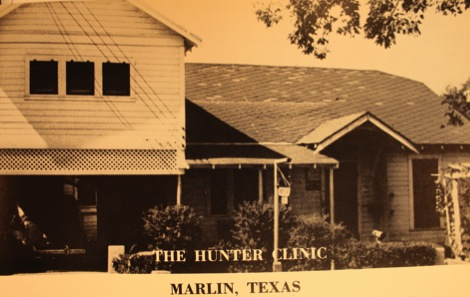 THE HUNTER CLINIC
MARLIN, TEXAS